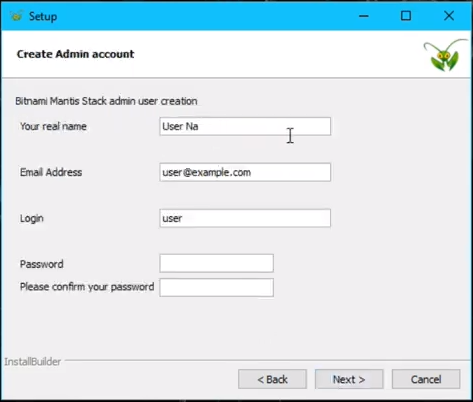 Setup
Create Admin account
Bitnami Mantis Stack admin user creation
Your real name User Na
Email Address user@example.com
Login user
Password
Please confirm your password
InstallBuilder
< Back Next > Cancel